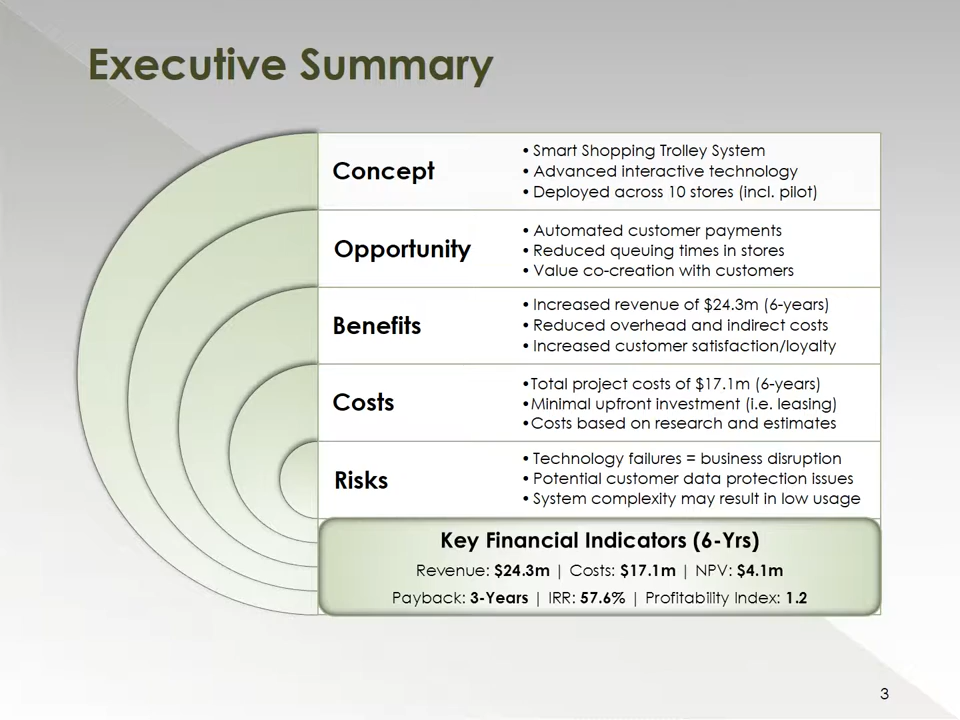 Executive Summary
Concept
• Smart Shopping Trolley System
• Advanced interactive technology
• Deployed across 10 stores (incl. pilot)
Opportunity
• Automated customer payments
• Reduced queuing times in stores
• Value co-creation with customers
Benefits
• Increased revenue of $24.3m (6-years)
• Reduced overhead and indirect costs
• Increased customer satisfaction/loyalty
Costs
•Total project costs of $17.1m (6-years)
•Minimal upfront investment (i.e. leasing)
•Costs based on research and estimates
Risks
• Technology failures = business disruption
• Potential customer data protection issues
• System complexity may result in low usage
Key Financial Indicators (6-Yrs)
Revenue: $24.3m | Costs: $17.1m | NPV: $4.1m
Payback: 3-Years | IRR: 57.6% | Profitability Index: 1.2
3